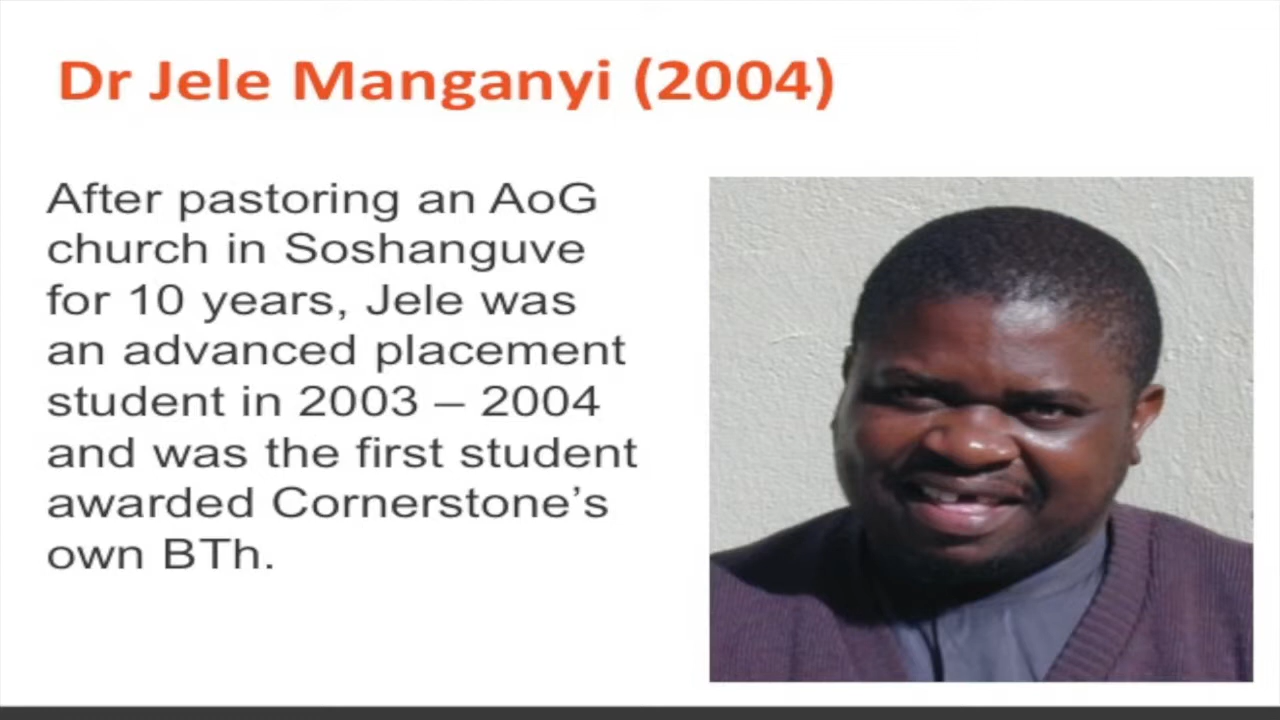 Dr Jele Manganyi (2004)
After pastoring an AoG
church in Soshanguve
for 10 years, Jele was
an advanced placement
student in 2003 – 2004
and was the first student
awarded Cornerstone’s
own BTh.